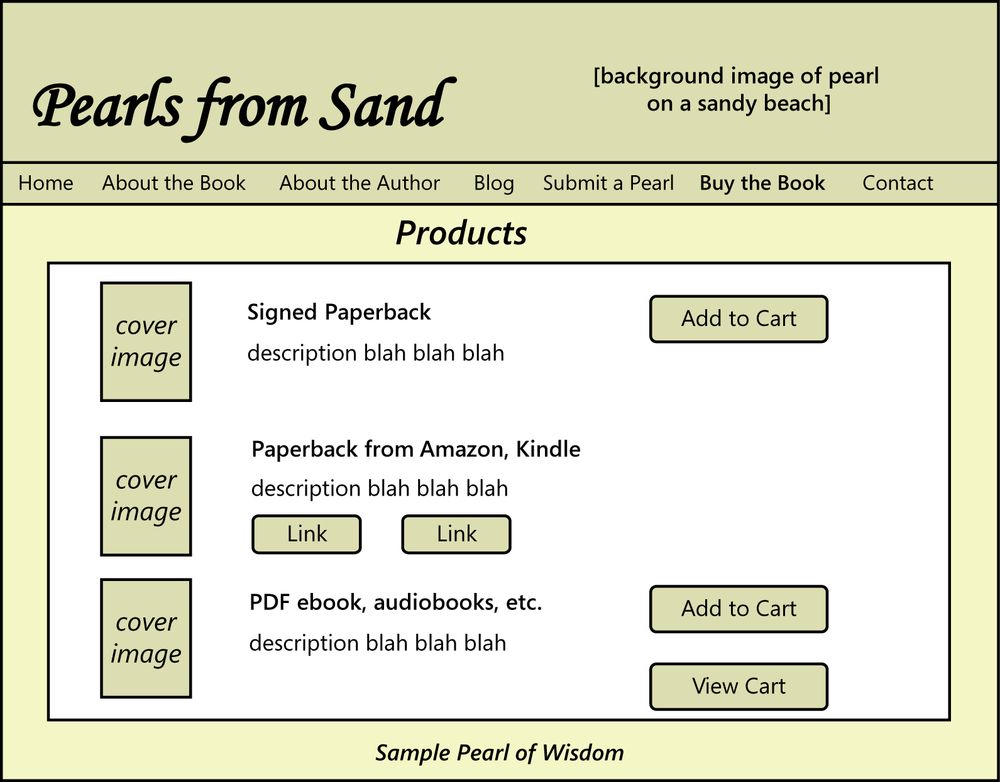 Pearls from Sand
[background image of pearl
on a sandy beach]
Home About the Book About the Author Blog Submit a Pearl Buy the Book Contact
Products
cover
image
Signed Paperback
description blah blah blah
Add to Cart
cover
image
Paperback from Amazon, Kindle
description blah blah blah
Link Link
cover
image
PDF ebook, audiobooks, etc.
description blah blah blah
Add to Cart
View Cart
Sample Pearl of Wisdom